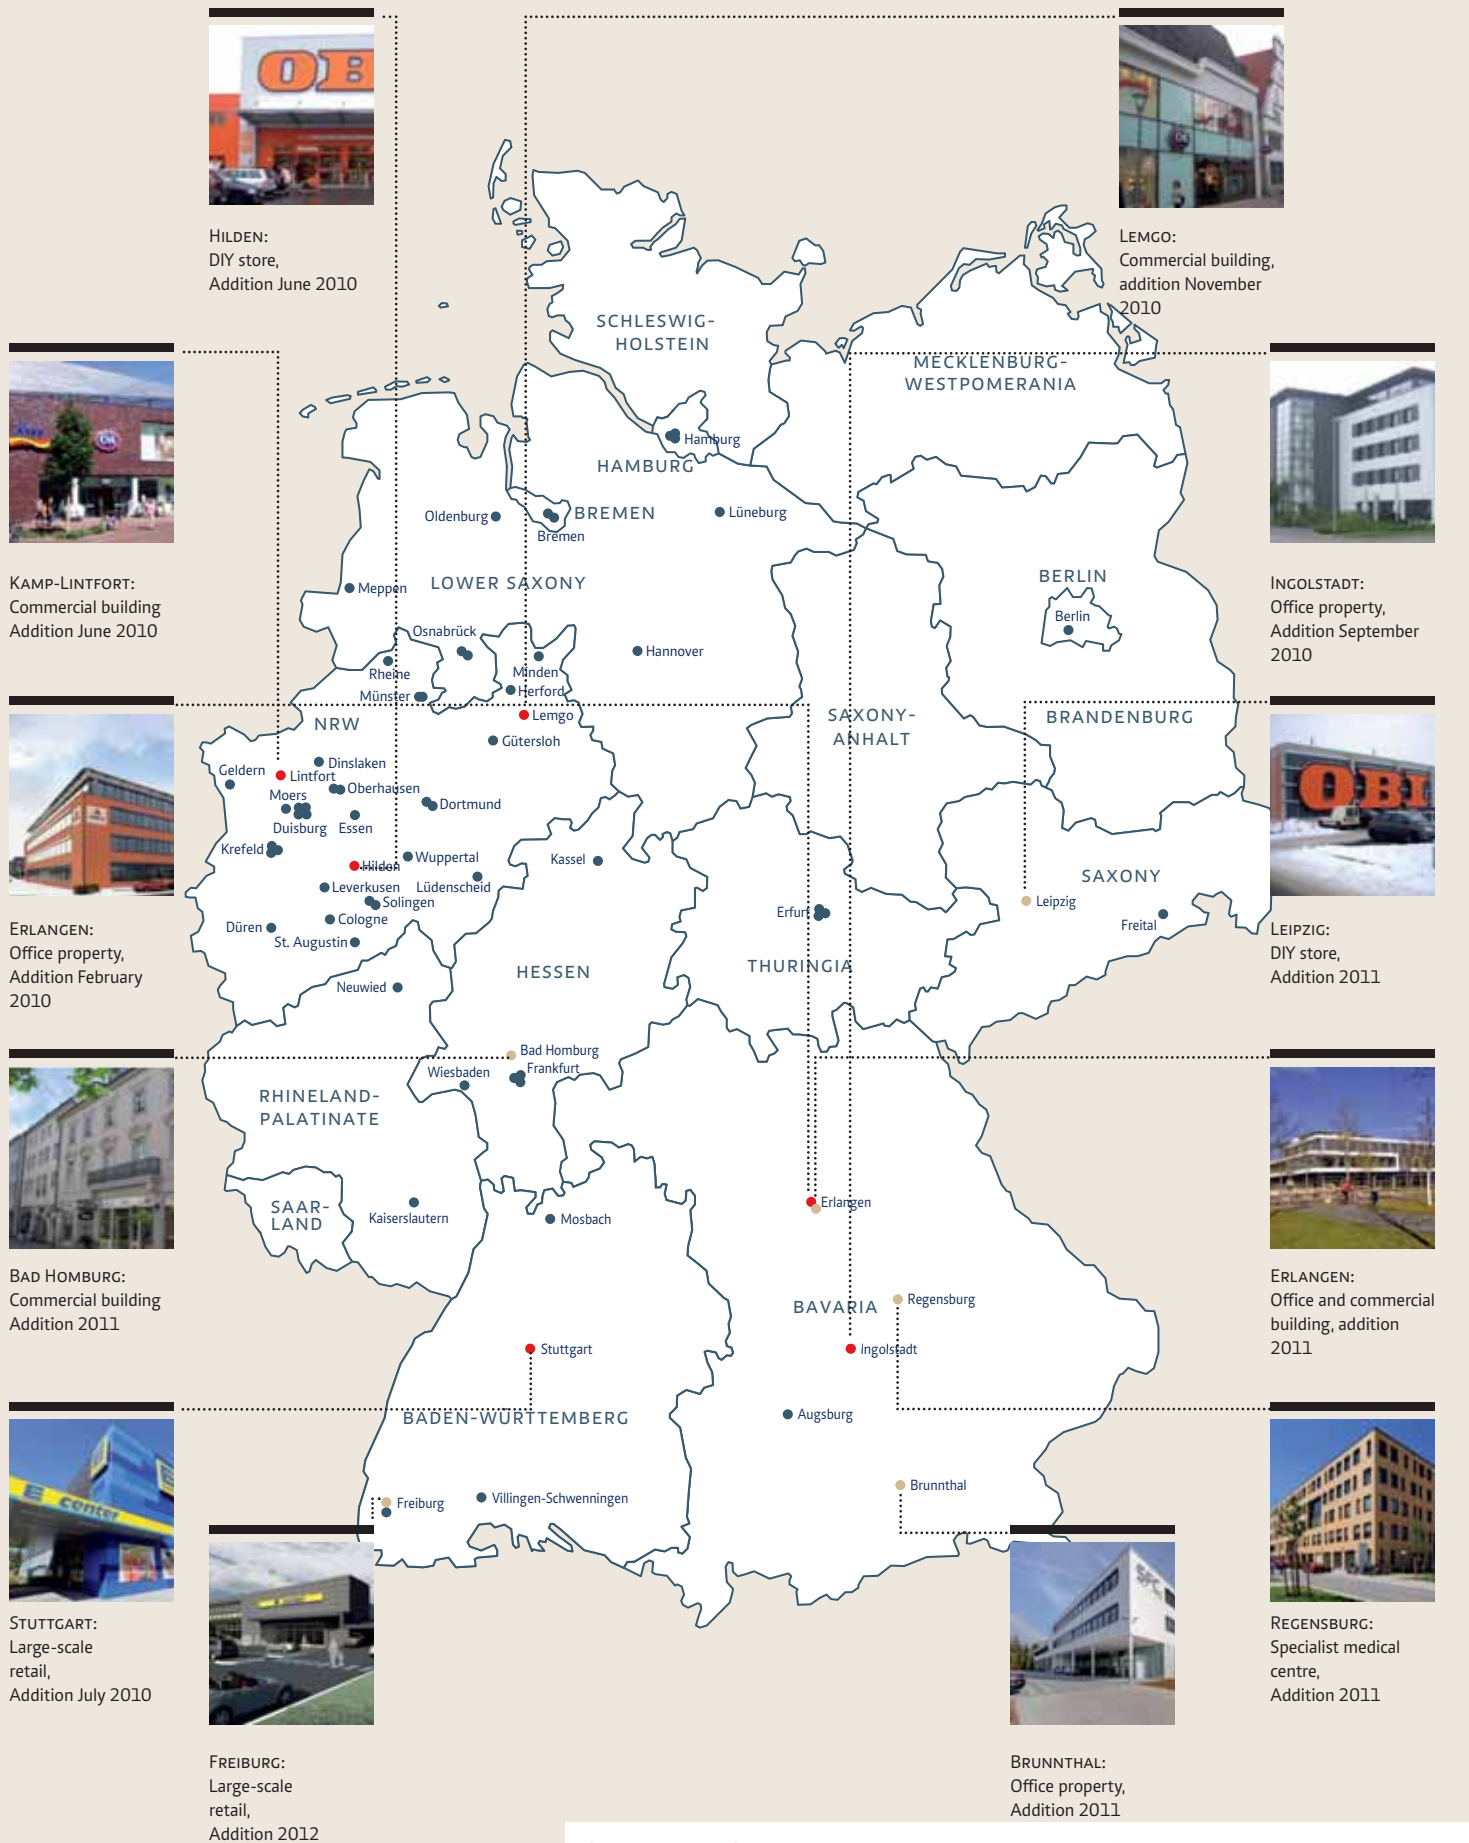 OB
HILDEN:
DIY store,
Addition June 2010
LEMGO:
Commercial building,
addition November
2010
KAMP-LINTFORT:
Commercial building
Addition June 2010
INGOLSTADT:
Office property,
Addition September
2010
ERLANGEN:
Office property,
Addition February
2010
OBI
LEIPZIG:
DIY store,
Addition 2011
BAD HOMBURG:
Commercial building
Addition 2011
ERLANGEN:
Office and commercial
building, addition
2011
E center
STUTTGART:
Large-scale
retail,
Addition July 2010
FREIBURG:
Large-scale
retail,
Addition 2012
BRUNNTHAL:
Office property,
Addition 2011
REGENSBURG:
Specialist medical
centre,
Addition 2011
SCHLESWIG-
HOLSTEIN
MECKLENBURG-
WESTPOMERANIA
Hamburg
HAMBURG
Oldenburg
BREMEN
Bremen
Lüneburg
Meppen
LOWER SAXONY
BERLIN
Berlin
Osnabrück
Hannover
Rheine
Minden
Münster
Herford
Lemgo
NRW
SAXONY-
ANHALT
BRANDENBURG
Gütersloh
Geldern
Dinslaken
Lintfort
Oberhausen
Moers
Dortmund
Duisburg
Essen
Krefeld
Hilden
Wuppertal
Kassel
Leverkusen
Lüdenscheid
Solingen
SAXONY
Leipzig
Freital
Erfurt
Cologne
Düren
St. Augustin
HESSEN
THURINGIA
Neuwied
Bad Homburg
Frankfurt
Wiesbaden
RHINELAND-
PALATINATE
SAAR-
LAND
Kaiserslautern
Mosbach
Erlangen
BAVARIA
Regensburg
Stuttgart
Ingolstadt
BADEN-WÜRTTEMBERG
Augsburg
Brunnthal
Freiburg
Villingen-Schwenningen